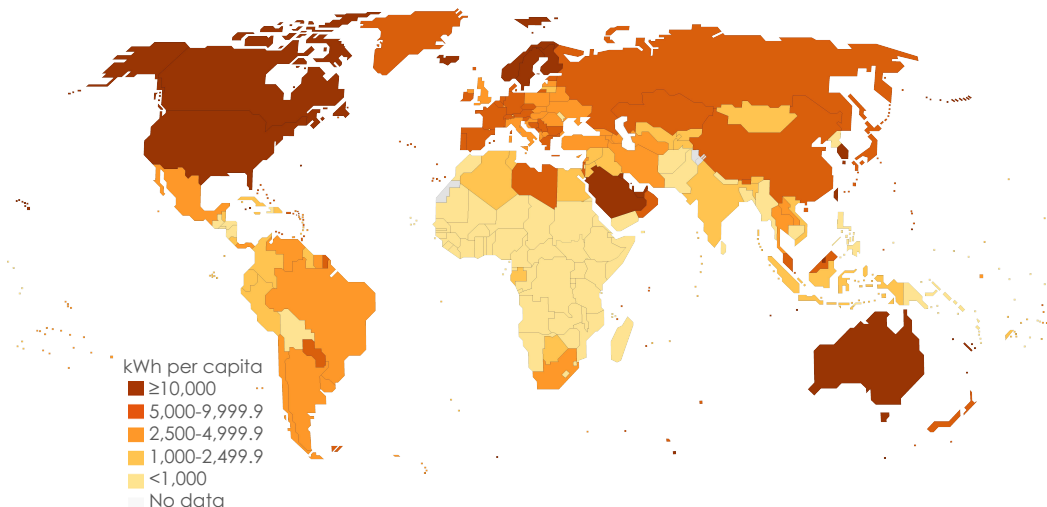 kWh per capita
≥10,000
5,000-9,999.9
2,500-4,999.9
1,000-2,499.9
<1,000
No data